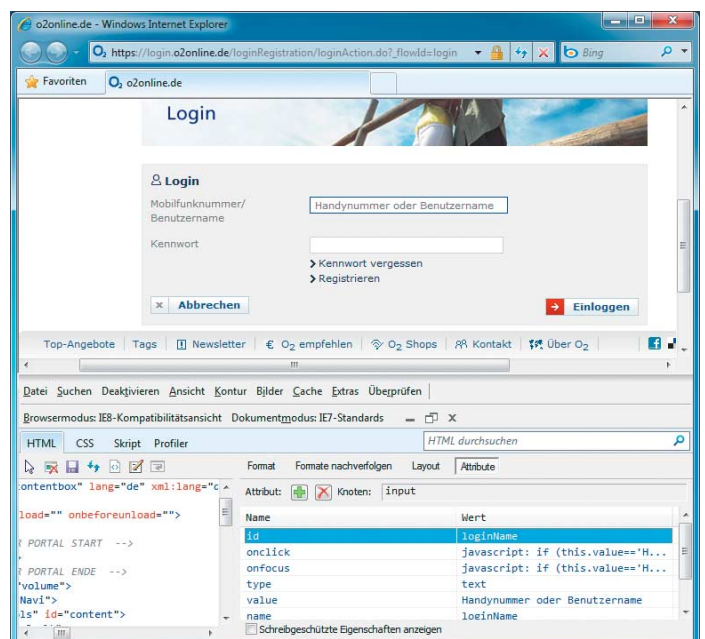 o2online.de - Windows Internet Explorer
O2 https://login.o2online.de/loginRegistration/loginAction.do?_flowId=login
Bing
Favoriten
O2 o2online.de
Login
Login
Mobilfunknummer/
Benutzername
Handynummer oder Benutzername
Kennwort
Kennwort vergessen
Registrieren
× Abbrechen
Einloggen
Top-Angebote | Tags | Newsletter | € O2 empfehlen | O2 Shops | Kontakt | Über O2
Datei Suchen Deaktivieren Ansicht Kontur Bilder Cache Extras Überprüfen
Browsermodus: IE8-Kompatibilitätsansicht Dokumentmodus: IE7-Standards
HTML CSS Skript Profiler
HTML durchsuchen
Format Formate nachverfolgen Layout Attribute
ontentbox" lang="de" xml:lang="
Attribut: Knoten: input
load="" onbeforeunload="">
Name Wert
id loginName
PORTAL START -->
onclick javascript: if (this.value=='H...
onfocus javascript: if (this.value=='H...
PORTAL ENDE -->
type text
volume">
value Handynummer oder Benutzername
Navi">
name loginName
ls" id="content">
Schreibgeschützte Eigenschaften anzeigen